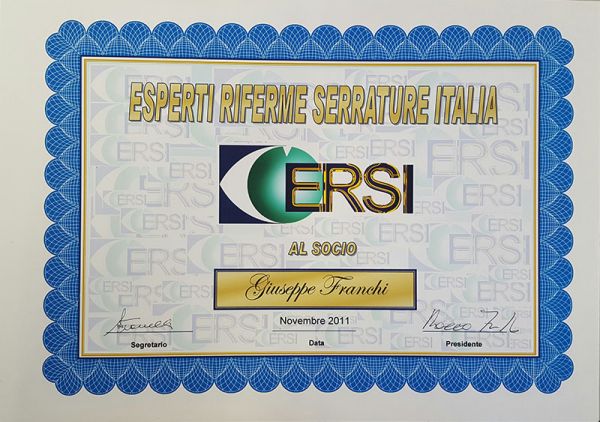 ESPERTI RIFERME SERRATURE ITALIA
ERSI
AL SOCIO
Giuseppe Franchi
Novembre 2011
Segretario
Data
Presidente